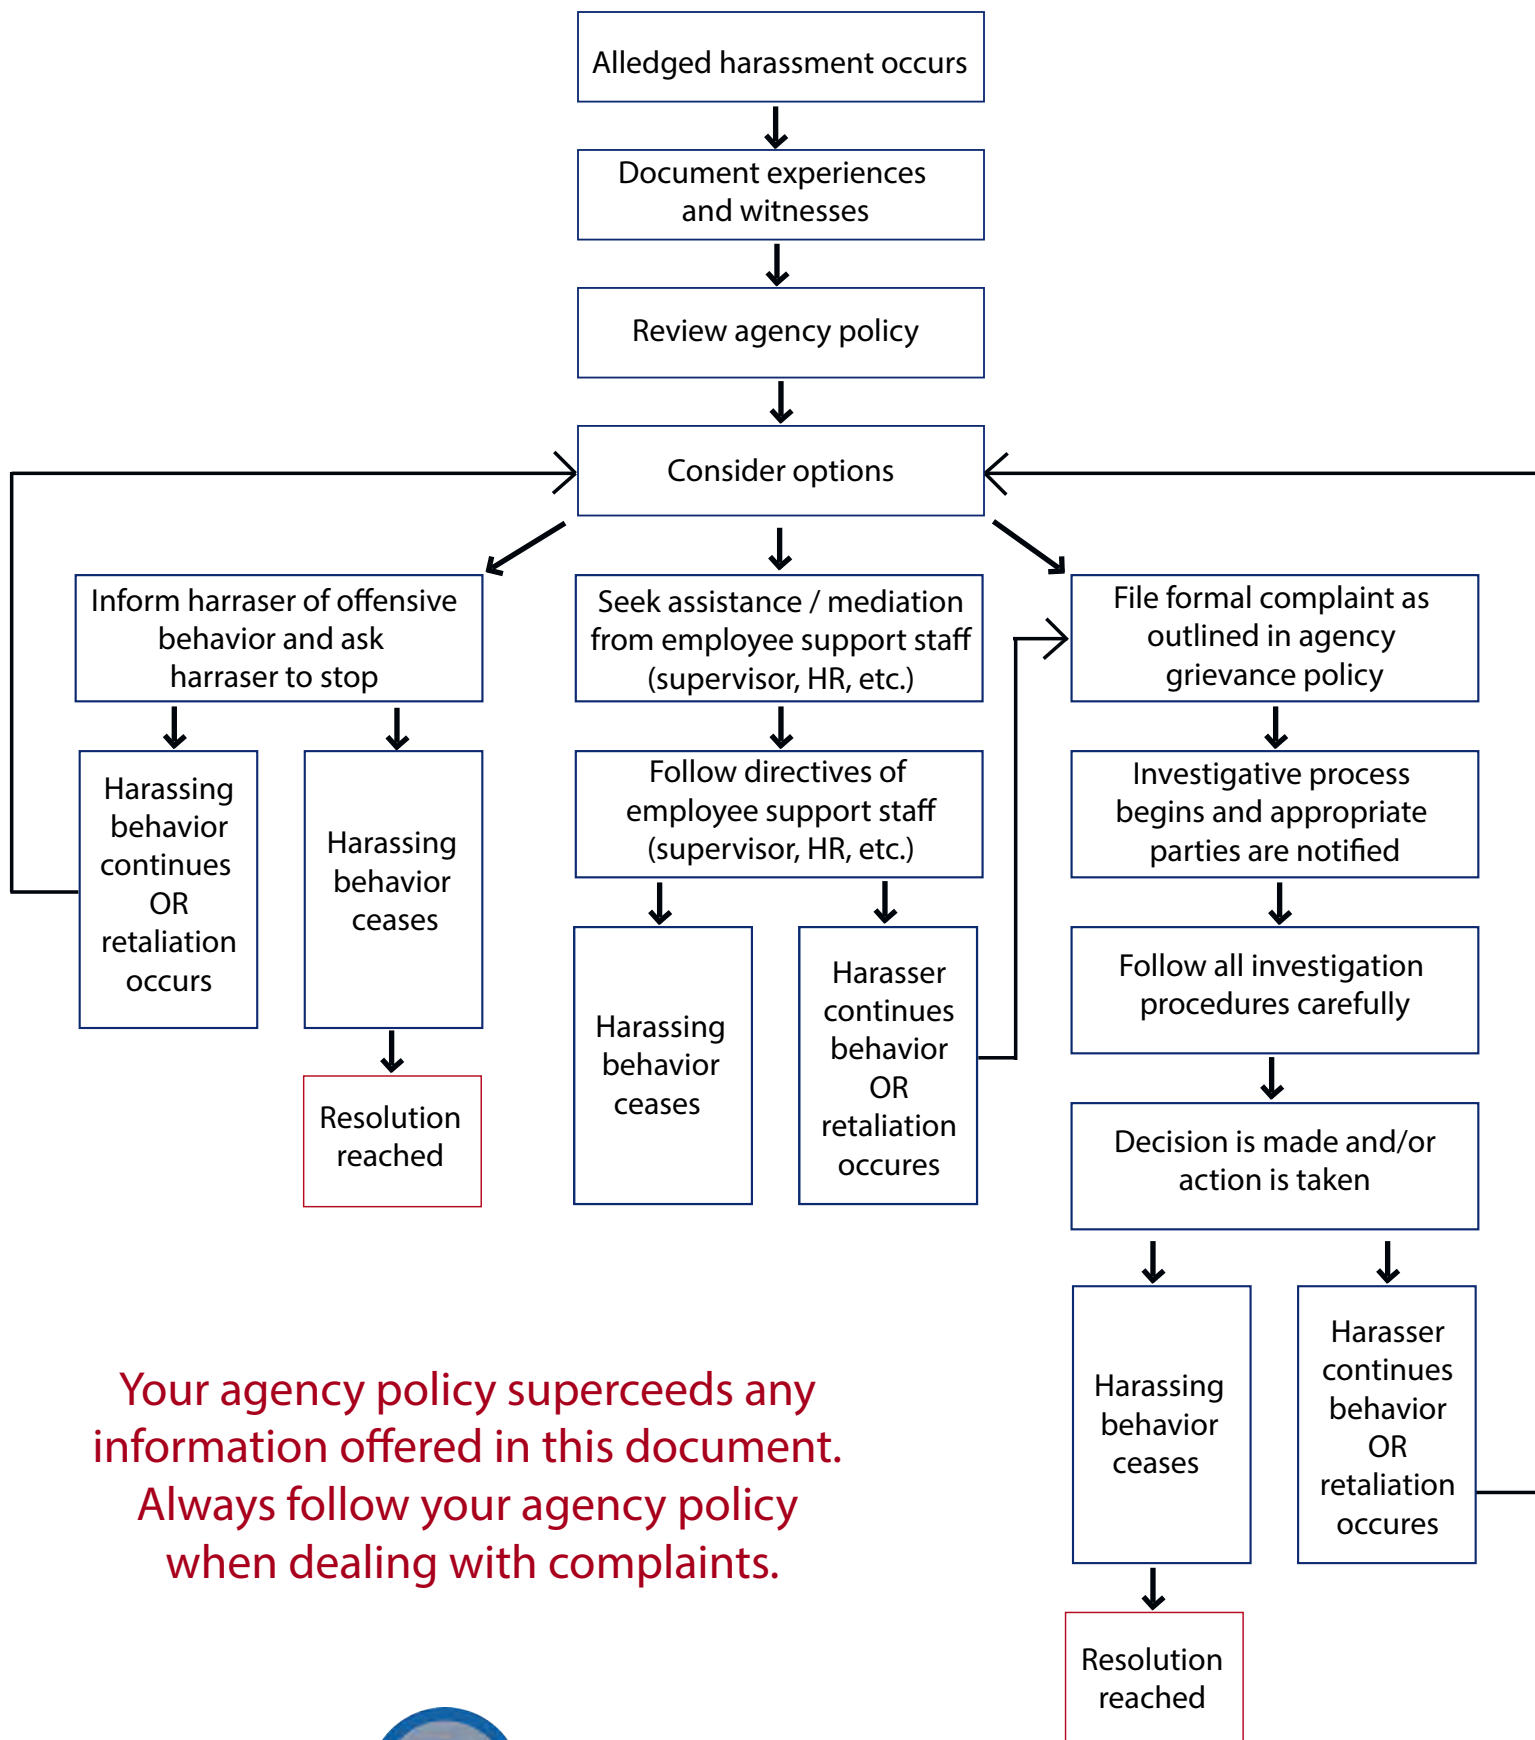 Alledged harassment occurs
Document experiences
and witnesses
Review agency policy
Consider options
Inform harraser of offensive
behavior and ask
harraser to stop
Seek assistance / mediation
from employee support staff
(supervisor, HR, etc.)
File formal complaint as
outlined in agency
grievance policy
Harassing
behavior
continues
OR
retaliation
occurs
Harassing
behavior
ceases
Follow directives of
employee support staff
(supervisor, HR, etc.)
Investigative process
begins and appropriate
parties are notified
Harassing
behavior
ceases
Harasser
continues
behavior
OR
retaliation
occures
Follow all investigation
procedures carefully
Resolution
reached
Decision is made and/or
action is taken
Harassing
behavior
ceases
Harasser
continues
behavior
OR
retaliation
occures
Your agency policy superceeds any
information offered in this document.
Always follow your agency policy
when dealing with complaints.
Resolution
reached